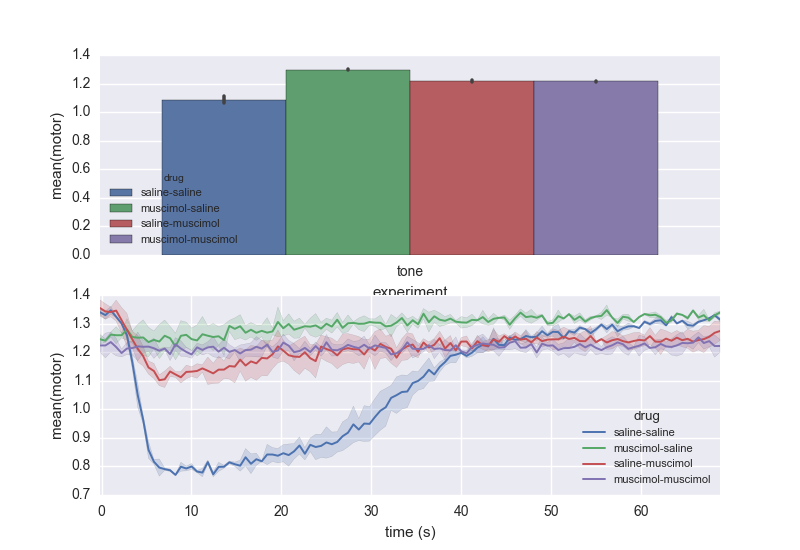 1.4
1.2
1.0
0.8
0.6
0.4
0.2
0.0
mean(motor)
drug
saline-saline
muscimol-saline
saline-muscimol
muscimol-muscimol
tone
experiment
1.4
1.3
1.2
1.1
1.0
0.9
0.8
0.7
mean(motor)
drug
saline-saline
muscimol-saline
saline-muscimol
muscimol-muscimol
0 10 20 30 40 50 60
time (s)